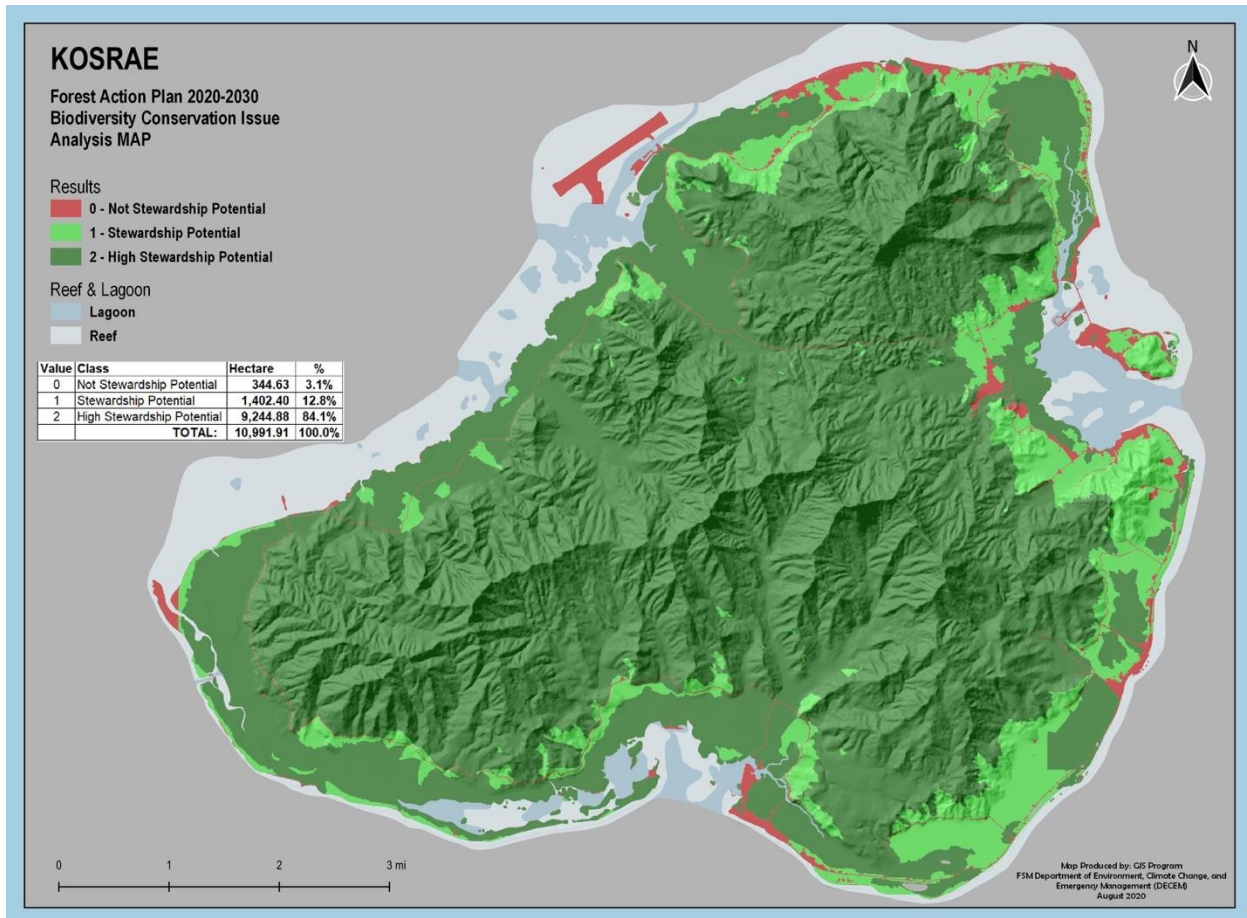 KOSRAE
Forest Action Plan 2020-2030
Biodiversity Conservation Issue
Analysis MAP
Results
0 - Not Stewardship Potential
1 - Stewardship Potential
2 - High Stewardship Potential
Reef & Lagoon
Lagoon
Reef
Value Class Hectare %
0 Not Stewardship Potential 344.63 3.1%
1 Stewardship Potential 1,402.40 12.8%
2 High Stewardship Potential 9,244.88 84.1%
TOTAL: 10,991.91 100.0%
N
0 1 2 3 mi
Map Produced by: GIS Program
FSM Department of Environment, Climate Change, and
Emergency Management (DECEM)
August 2020